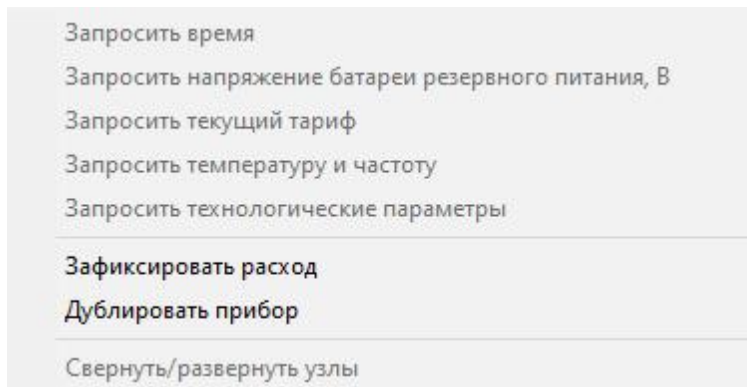 Запросить время
Запросить напряжение батареи резервного питания, В
Запросить текущий тариф
Запросить температуру и частоту
Запросить технологические параметры
Зафиксировать расход
Дублировать прибор
Свернуть/развернуть узлы